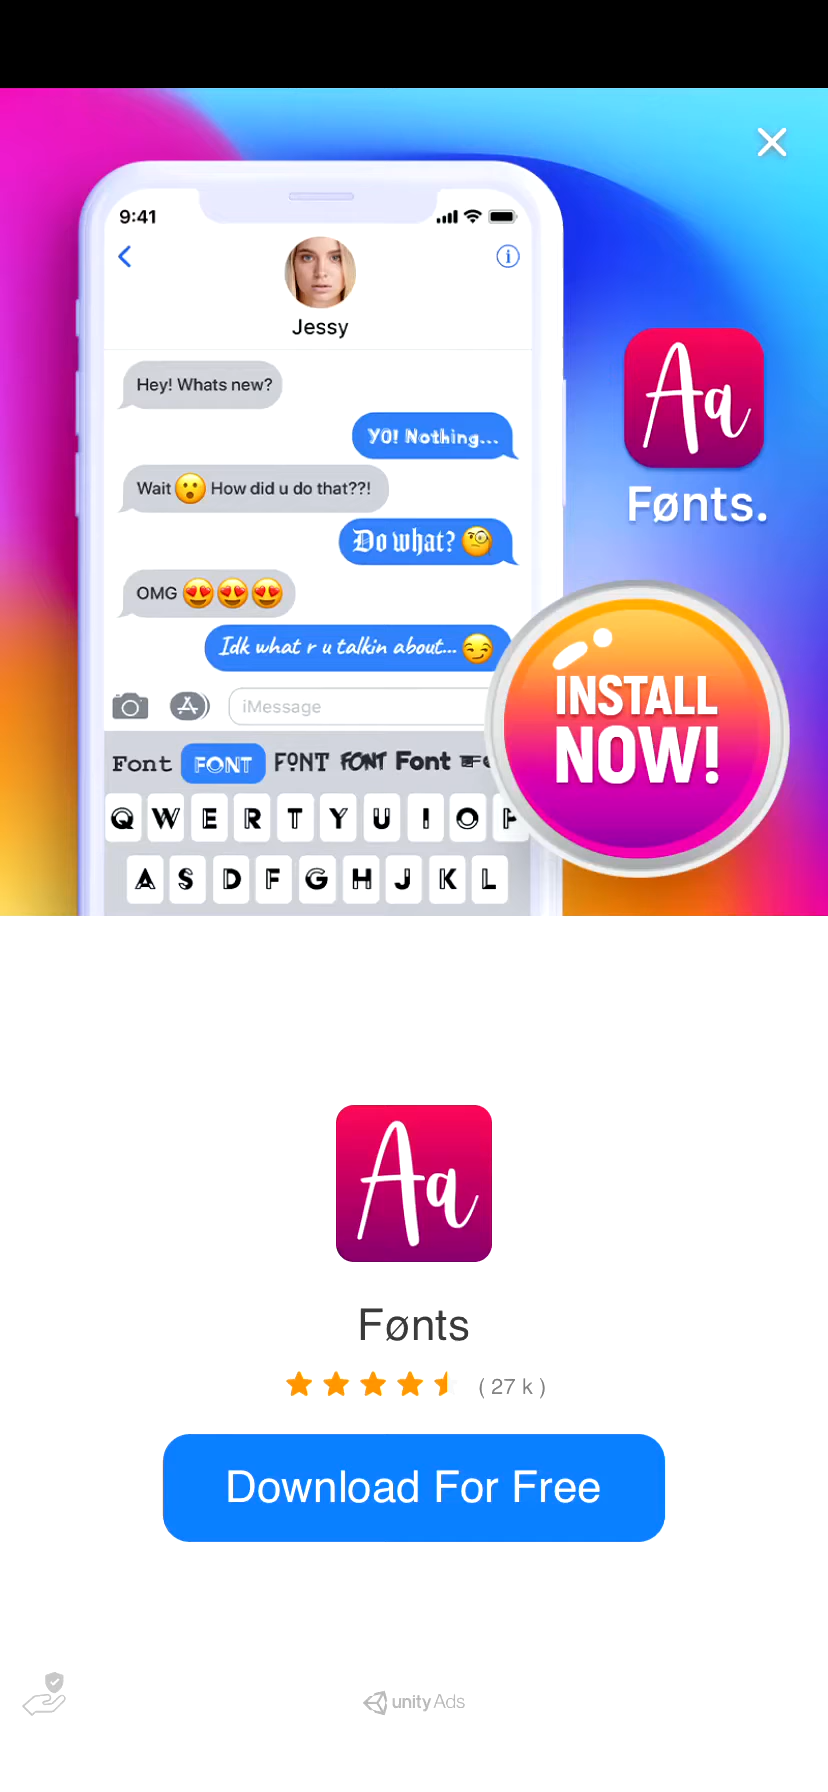 9:41
Jessy
Hey! Whats new?
YO! Nothing...
Wait 😮 How did u do that??!
Do what? 🧐
OMG 😍😍😍
Idk what r u talkin about... 😏
iMessage
Font FONT FONT FONT Font
Q W E R T Y U I O P
A S D F G H J K L
Aa
Fønts.
INSTALL
NOW!
Aa
Fønts
( 27 k )
Download For Free
unity Ads